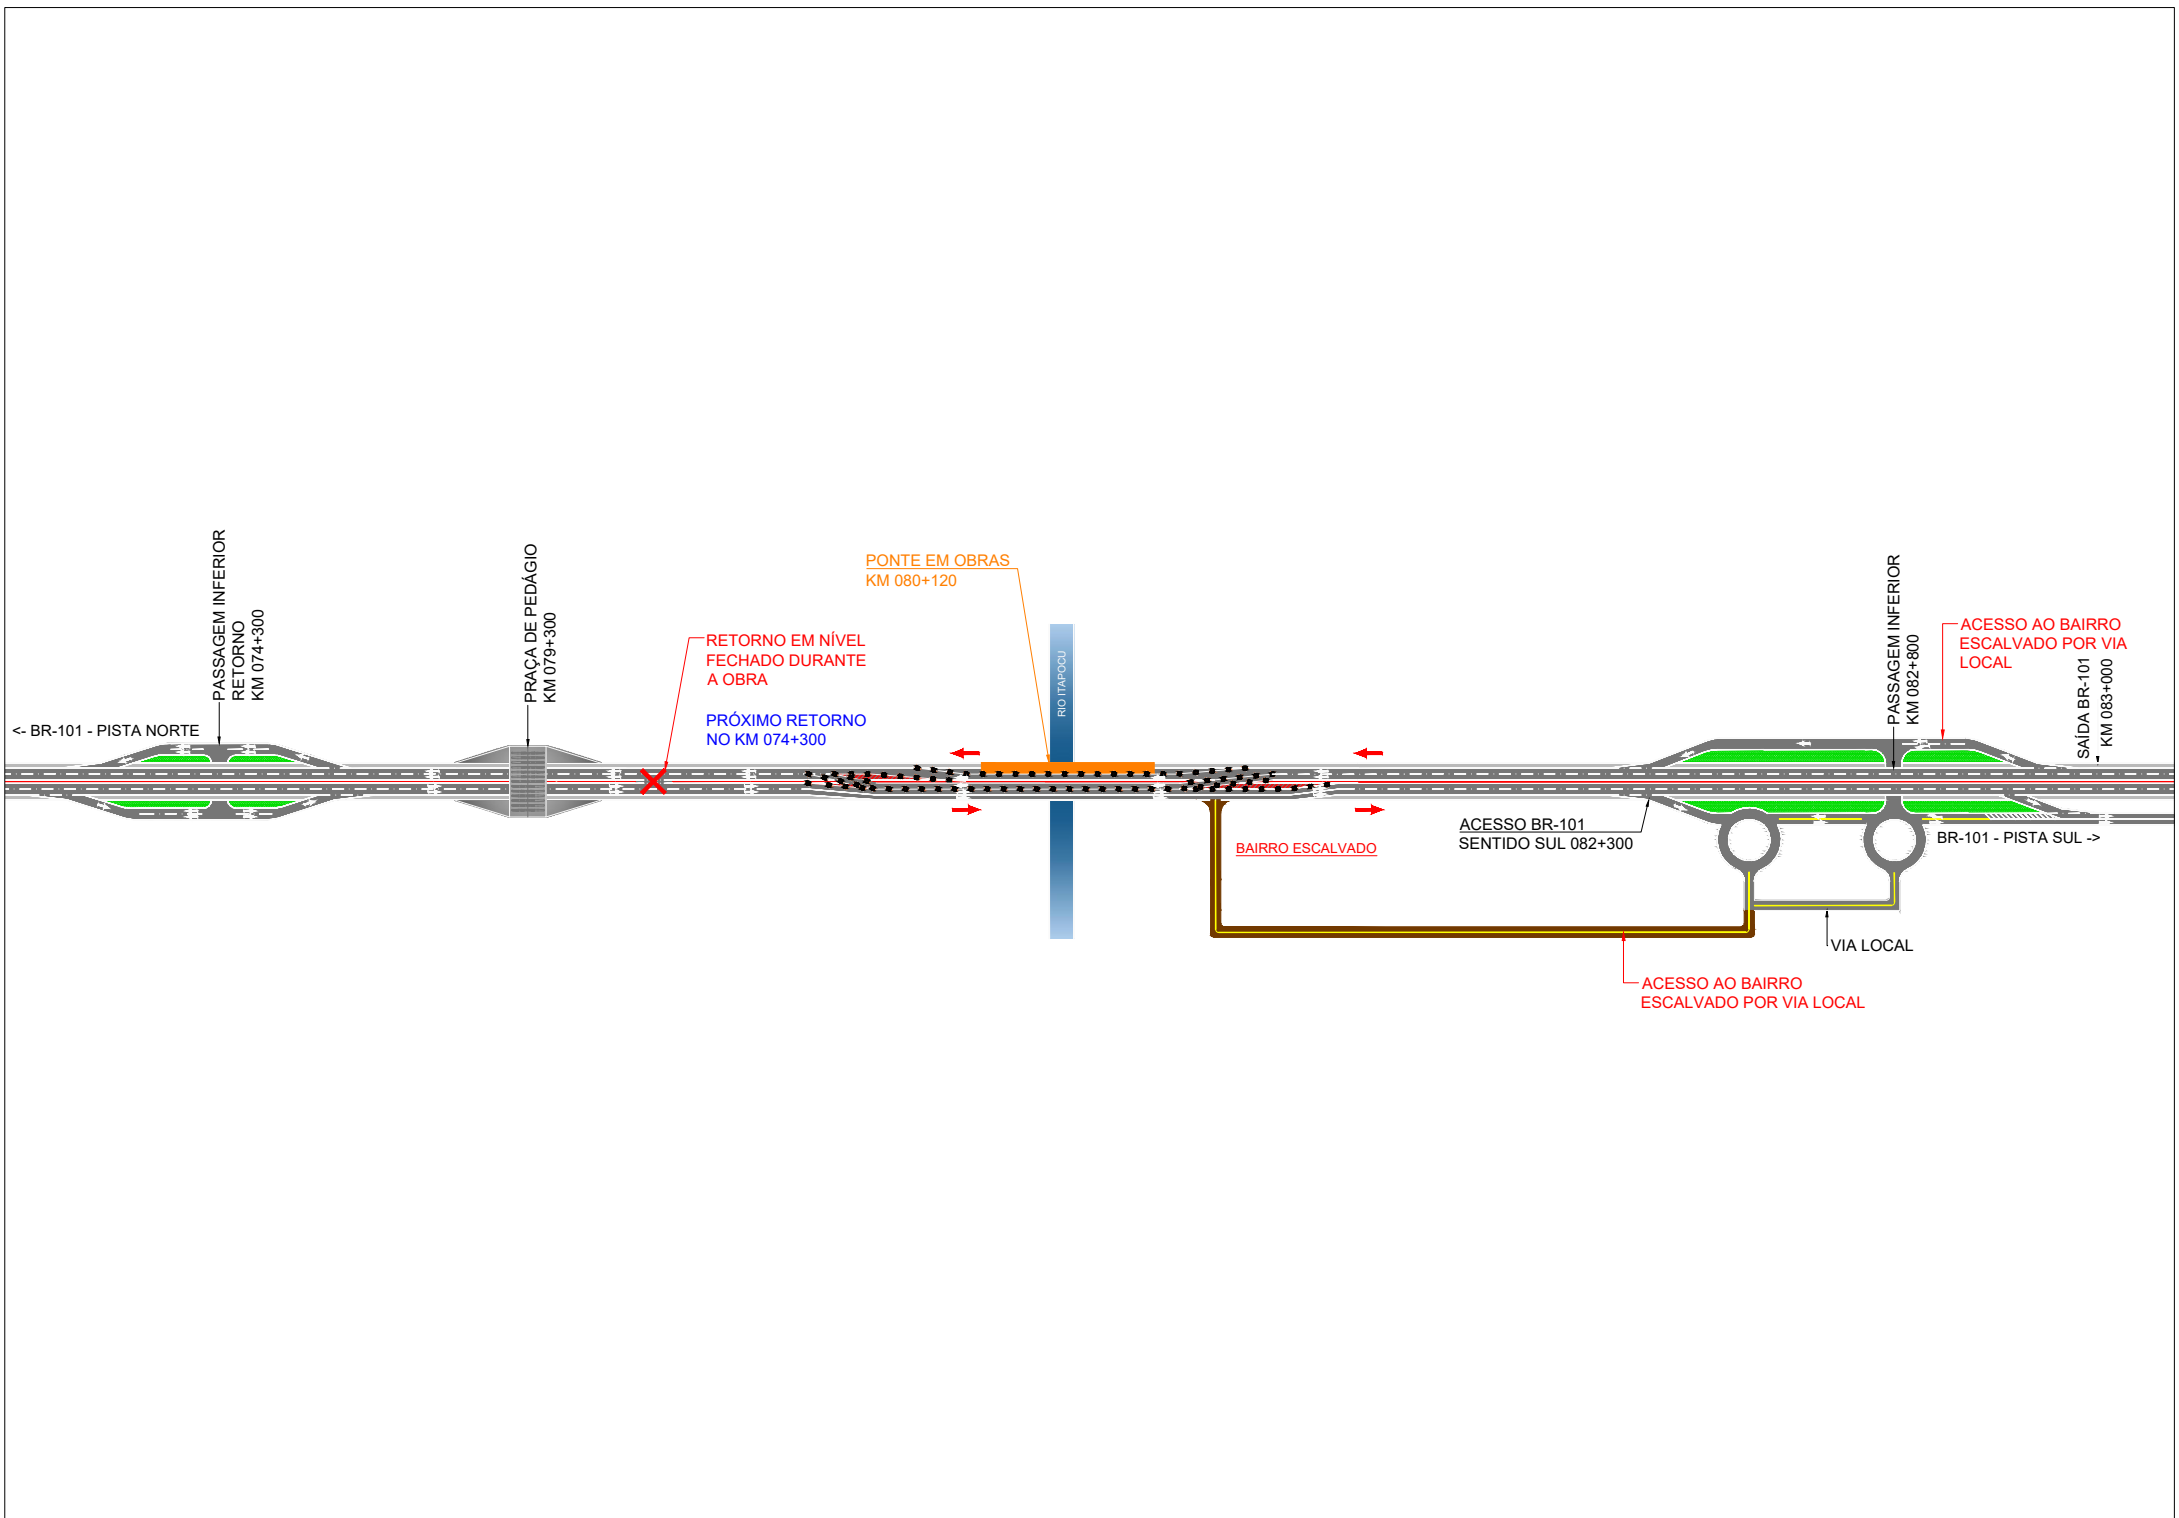 <- BR-101 - PISTA NORTE
PASSAGEM INFERIOR
RETORNO
KM 074+300
PRAÇA DE PEDÁGIO
KM 079+300
RETORNO EM NÍVEL
FECHADO DURANTE
A OBRA
PRÓXIMO RETORNO
NO KM 074+300
PONTE EM OBRAS
KM 080+120
RIO ITAPOCU
BAIRRO ESCALVADO
ACESSO BR-101
SENTIDO SUL 082+300
PASSAGEM INFERIOR
KM 082+800
ACESSO AO BAIRRO
ESCALVADO POR VIA
LOCAL
SAÍDA BR-101
KM 083+000
BR-101 - PISTA SUL ->
VIA LOCAL
ACESSO AO BAIRRO
ESCALVADO POR VIA LOCAL